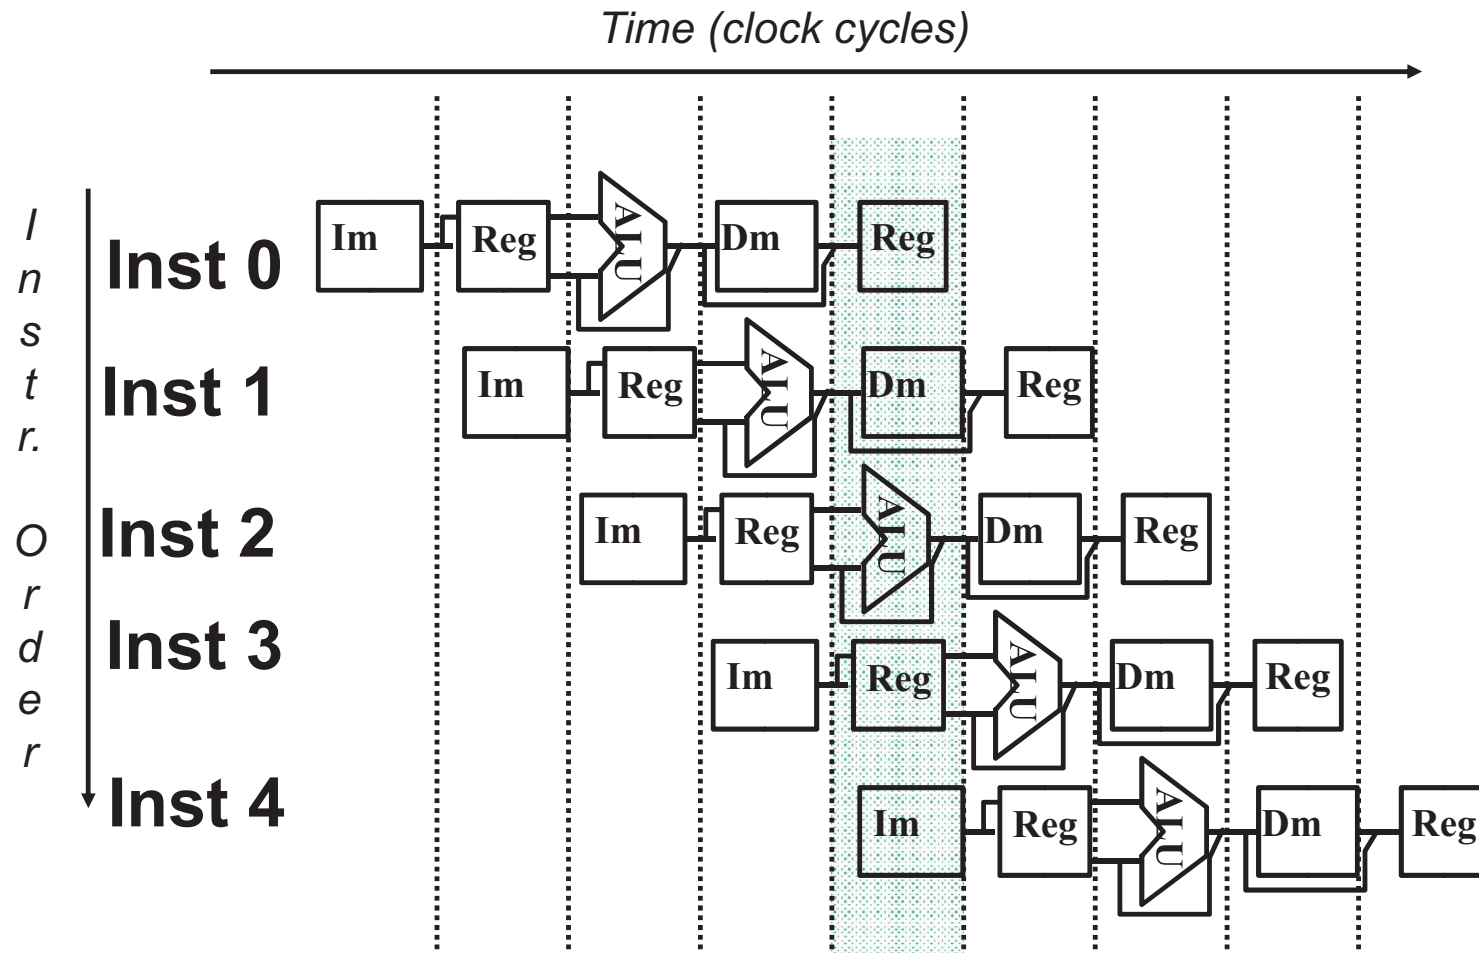 Time (clock cycles)
Instr. Order
Inst 0
Im
Reg
ALU
Dm
Reg
Inst 1
Im
Reg
ALU
Dm
Reg
Inst 2
Im
Reg
ALU
Dm
Reg
Inst 3
Im
Reg
ALU
Dm
Reg
Inst 4
Im
Reg
ALU
Dm
Reg